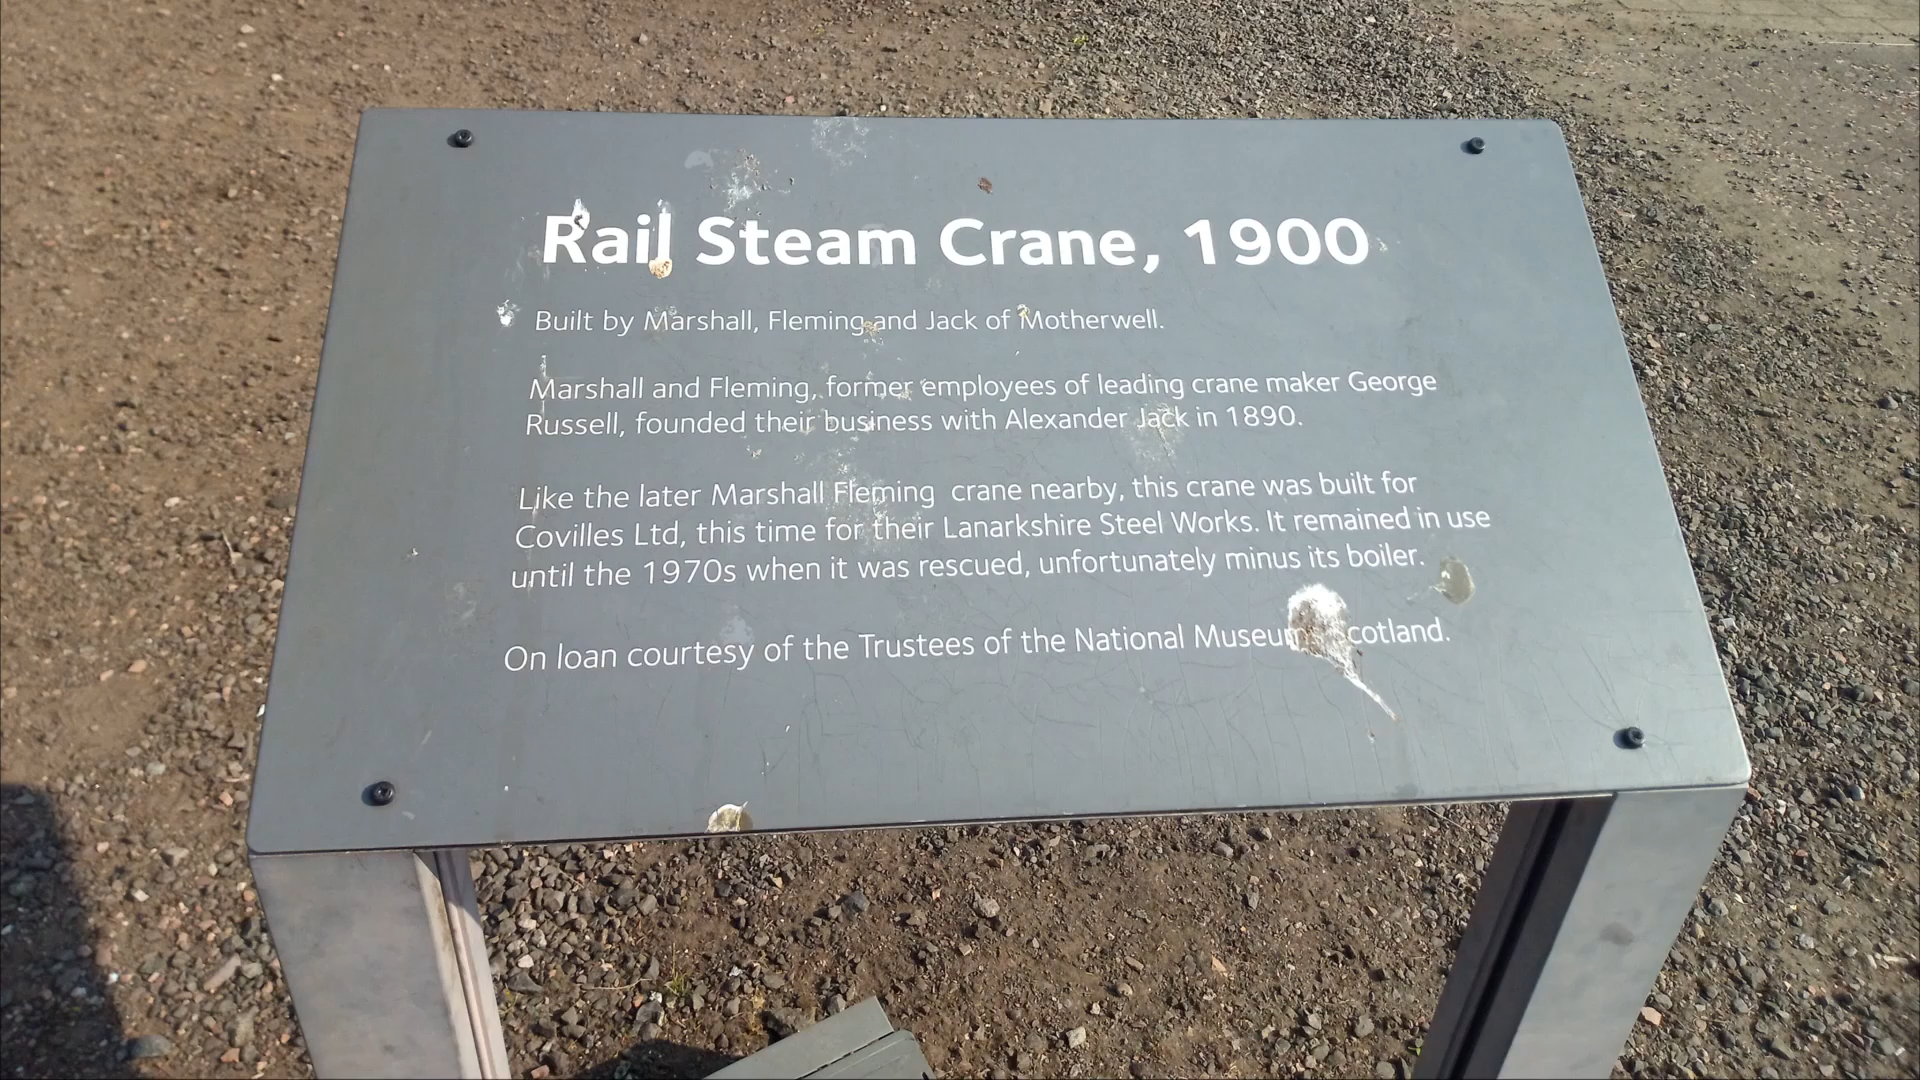 Rail Steam Crane, 1900
Built by Marshall, Fleming and Jack of Motherwell.
Marshall and Fleming, former employees of leading crane maker George
Russell, founded their business with Alexander Jack in 1890.
Like the later Marshall Fleming crane nearby, this crane was built for
Covilles Ltd, this time for their Lanarkshire Steel Works. It remained in use
until the 1970s when it was rescued, unfortunately minus its boiler.
On loan courtesy of the Trustees of the National Museums Scotland.